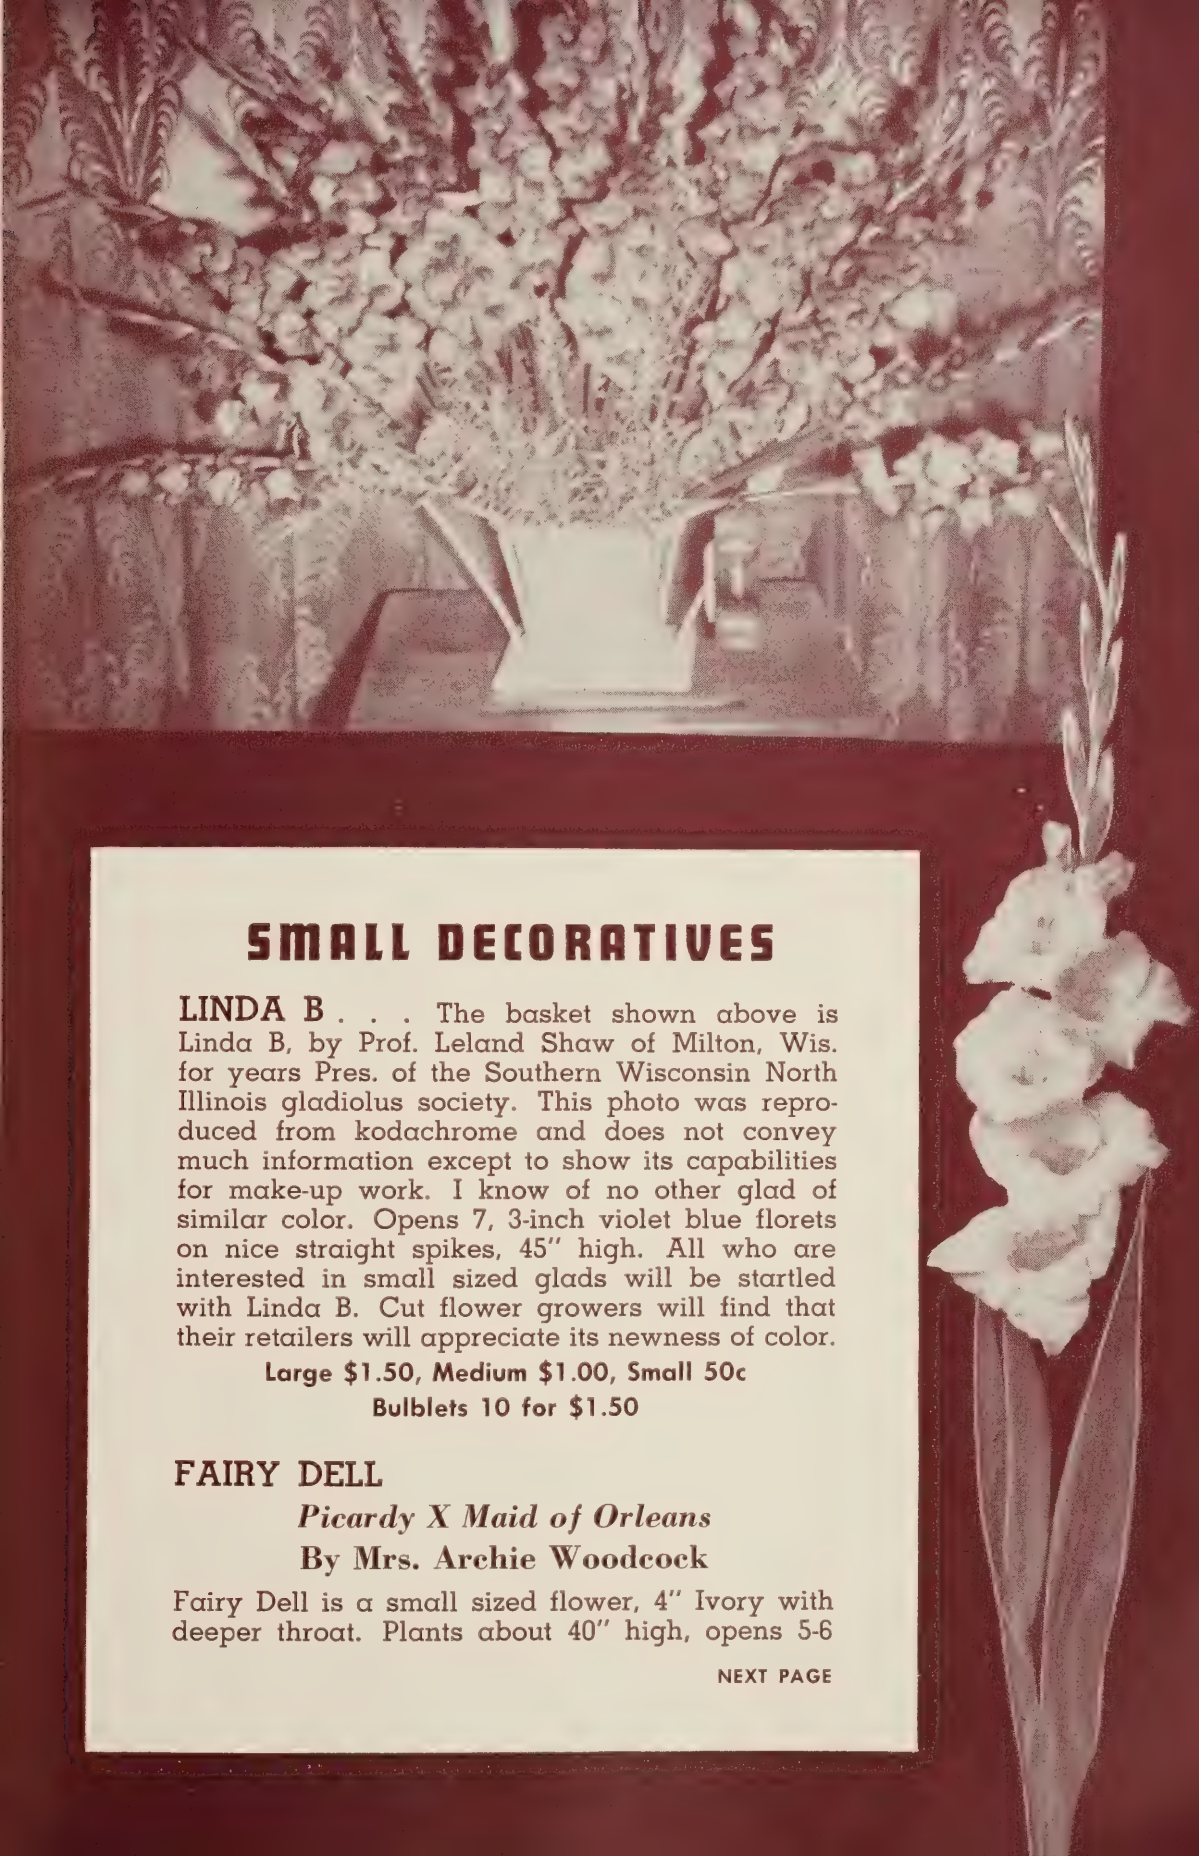 SMALL DECORATIVES
LINDA B . . . The basket shown above is
Linda B, by Prof. Leland Shaw of Milton, Wis.
for years Pres. of the Southern Wisconsin North
Illinois gladiolus society. This photo was repro-
duced from kodachrome and does not convey
much information except to show its capabilities
for make-up work. I know of no other glad of
similar color. Opens 7, 3-inch violet blue florets
on nice straight spikes, 45" high. All who are
interested in small sized glads will be startled
with Linda B. Cut flower growers will find that
their retailers will appreciate its newness of color.
Large $1.50, Medium $1.00, Small 50c
Bulblets 10 for $1.50
FAIRY DELL
Picardy X Maid of Orleans
By Mrs. Archie Woodcock
Fairy Dell is a small sized flower, 4" Ivory with
deeper throat. Plants about 40" high, opens 5-6
NEXT PAGE